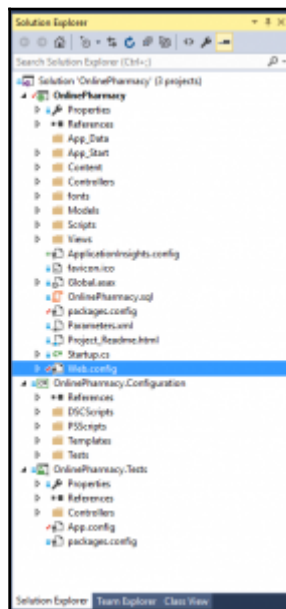 Solution Explorer
Search Solution Explorer (Ctrl+;)
Solution 'OnlinePharmacy' (3 projects)
OnlinePharmacy
Properties
References
App_Data
App_Start
Content
Controllers
fonts
Models
Scripts
Views
ApplicationInsights.config
favicon.ico
Global.asax
OnlinePharmacy.sql
packages.config
Parameters.xml
Project_Readme.html
Startup.cs
Web.config
OnlinePharmacy.Configuration
References
DSCScripts
PSScripts
Templates
Tests
OnlinePharmacy.Tests
Properties
References
Controllers
App.config
packages.config
Solution Explorer Team Explorer Class View